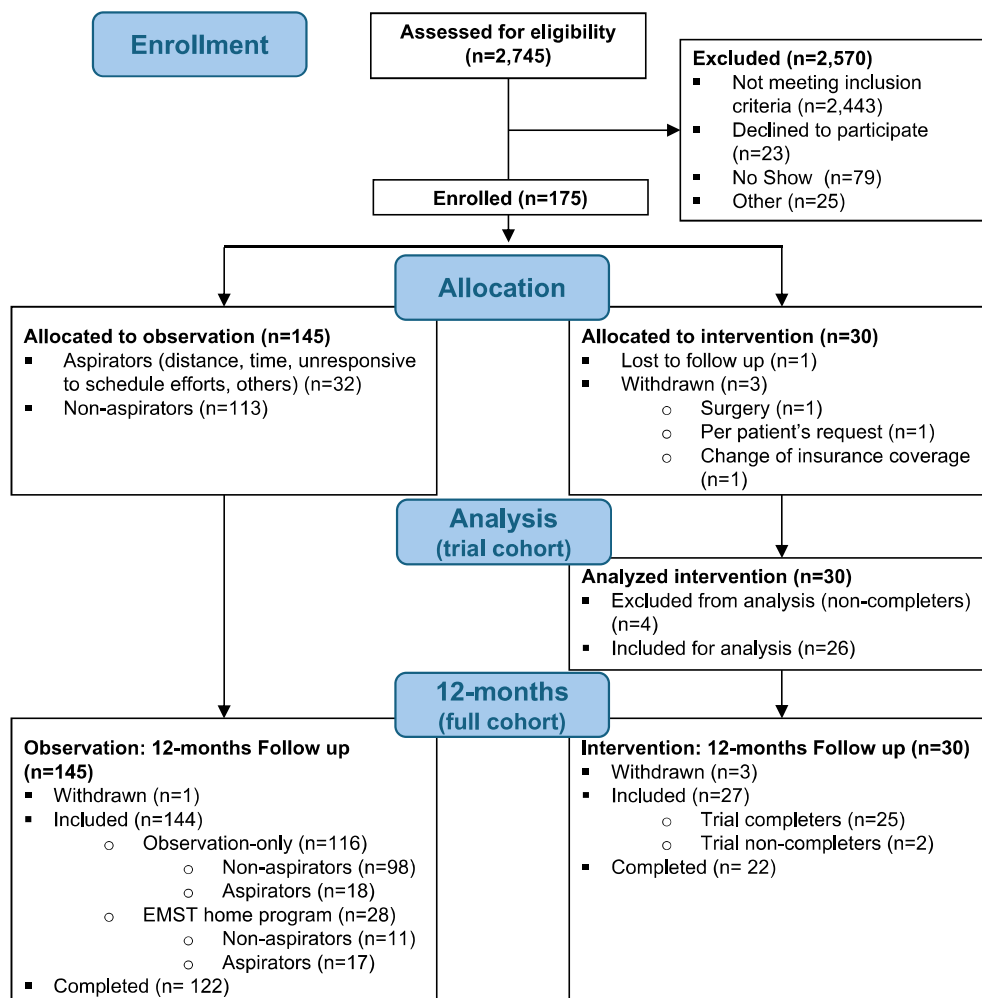 Enrollment
Assessed for eligibility
(n=2,745)
Excluded (n=2,570)
▪ Not meeting inclusion
criteria (n=2,443)
▪ Declined to participate
(n=23)
▪ No Show (n=79)
▪ Other (n=25)
Enrolled (n=175)
Allocation
Allocated to observation (n=145)
▪ Aspirators (distance, time, unresponsive
to schedule efforts, others) (n=32)
▪ Non-aspirators (n=113)
Allocated to intervention (n=30)
▪ Lost to follow up (n=1)
▪ Withdrawn (n=3)
o Surgery (n=1)
o Per patient's request (n=1)
o Change of insurance coverage
(n=1)
Analysis
(trial cohort)
Analyzed intervention (n=30)
▪ Excluded from analysis (non-completers)
(n=4)
▪ Included for analysis (n=26)
12-months
(full cohort)
Observation: 12-months Follow up
(n=145)
▪ Withdrawn (n=1)
▪ Included (n=144)
o Observation-only (n=116)
o Non-aspirators (n=98)
o Aspirators (n=18)
o EMST home program (n=28)
o Non-aspirators (n=11)
o Aspirators (n=17)
▪ Completed (n= 122)
Intervention: 12-months Follow up (n=30)
▪ Withdrawn (n=3)
▪ Included (n=27)
o Trial completers (n=25)
o Trial non-completers (n=2)
▪ Completed (n= 22)